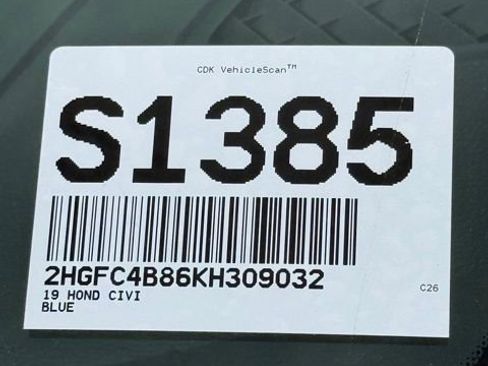 CDK VehicleScan™
S1385
2HGFC4B86KH309032
19 HOND CIVI
C26
BLUE